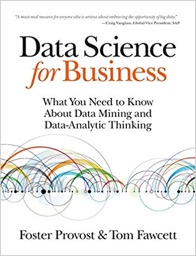 "A must-read resource for anyone who is serious about embracing the opportunity of big data."
—Craig Vaughan, Global Vice President, SAP
Data Science
for Business
What You Need to Know
About Data Mining and
Data-Analytic Thinking
Foster Provost & Tom Fawcett